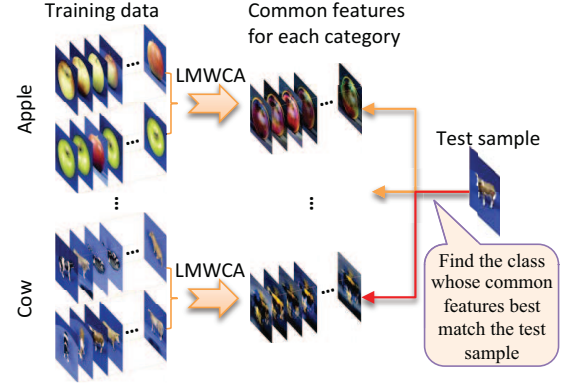 Training data
Common features
for each category
Apple
LMWCA
Test sample
Cow
LMWCA
Find the class
whose common
features best
match the test
sample